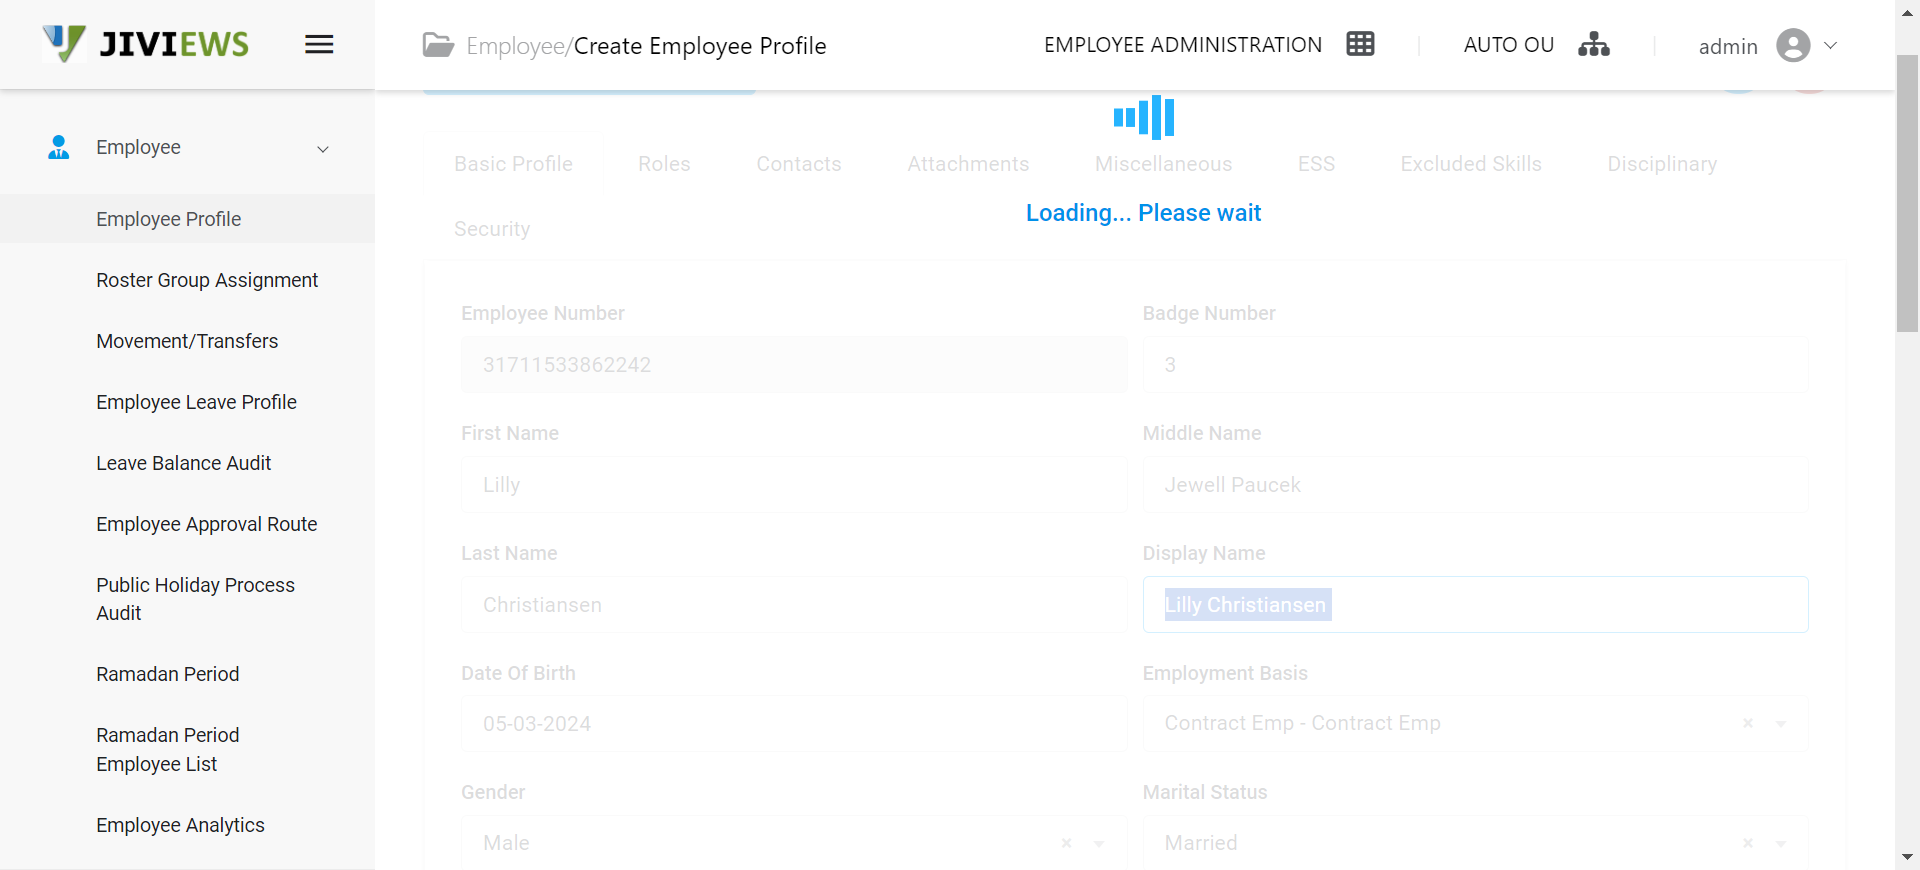 JIVIEWS
Employee/Create Employee Profile
EMPLOYEE ADMINISTRATION
AUTO OU
admin
Employee
Employee Profile
Roster Group Assignment
Movement/Transfers
Employee Leave Profile
Leave Balance Audit
Employee Approval Route
Public Holiday Process
Audit
Ramadan Period
Ramadan Period
Employee List
Employee Analytics
Basic Profile
Roles
Contacts
Attachments
Miscellaneous
ESS
Excluded Skills
Disciplinary
Loading... Please wait
Security
Employee Number
Badge Number
31711533862242
3
First Name
Middle Name
Lilly
Jewell Paucek
Last Name
Display Name
Christiansen
Lilly Christiansen
Date Of Birth
Employment Basis
05-03-2024
Contract Emp - Contract Emp
Gender
Marital Status
Male
Married